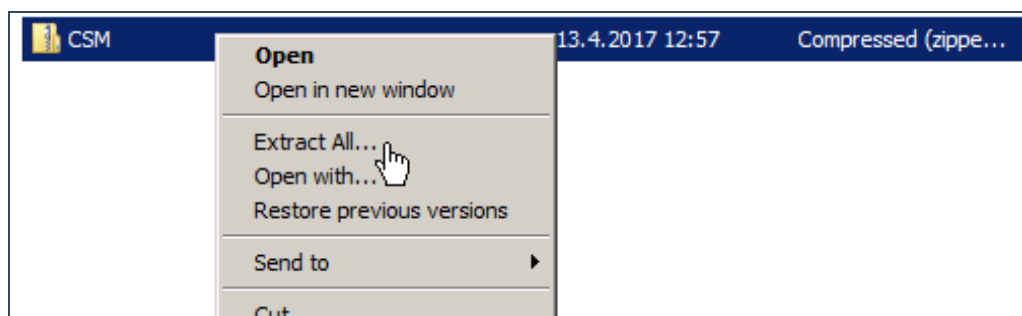 CSM 13.4.2017 12:57 Compressed (zippe...
Open
Open in new window
Extract All...
Open with...
Restore previous versions
Send to
Cut